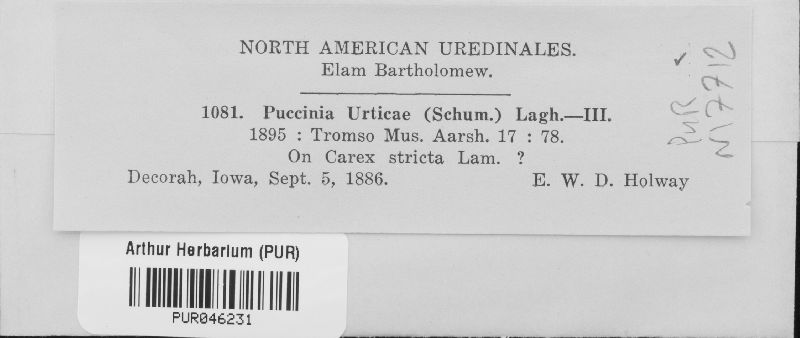 NORTH AMERICAN UREDINALES.
Elam Bartholomew.
1081. Puccinia Urticae (Schum.) Lagh.—III.
1895 : Tromso Mus. Aarsh. 17 : 78.
On Carex stricta Lam. ?
Decorah, Iowa, Sept. 5, 1886. E. W. D. Holway
PUR ✓
N17712
Arthur Herbarium (PUR)
PUR046231